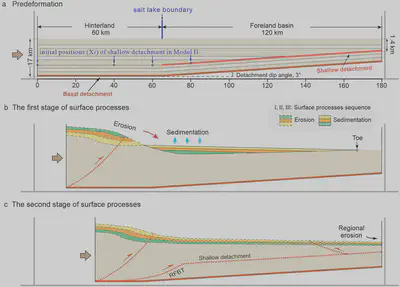 salt lake boundary
a Predeformation
Hinterland
60 km
Foreland basin
120 km
17 km
1.4 km
initial positions (Xr) of shallow detachment in Medel B
Shallow detachment
Detachment dip angle, 3°
Basal detachment
0 20 40 60 80 100 120 140 160 180
b The first stage of surface processes
I, II, III: Surface processes sequence
Erosion
Sedimentation
Erosion
Sedimentation
Toe
c The second stage of surface processes
Regional
erosion
Shallow detachment
RFBT